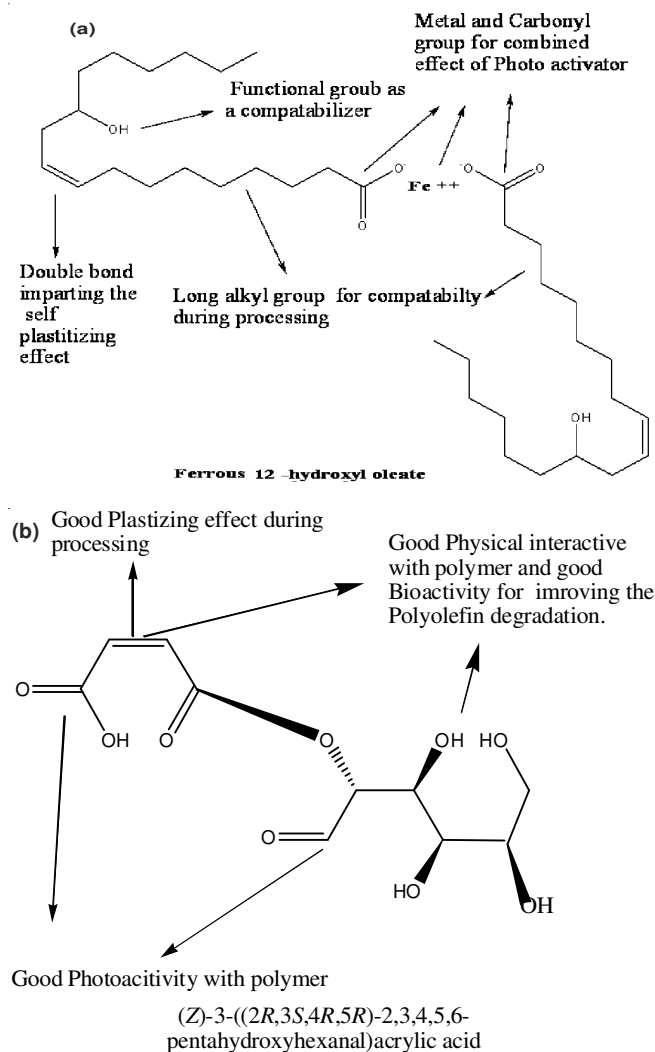 (a)
Metal and Carbonyl
group for combined
effect of Photo activator
Functional groub as
a compatabilizer
OH
O-
-O
O
Fe ++
O
Double bond
imparting the
self
plastitizing
effect
Long alkyl group for compatabilty
during processing
OH
Ferrous 12 -hydroxyl oleate
(b)
Good Plastizing effect during
processing
Good Physical interactive
with polymer and good
Bioactivity for imroving the
Polyolefin degradation.
O
OH
O
O
OH
HO
O
HO
OH
Good Photoacitivity with polymer
(Z)-3-((2R,3S,4R,5R)-2,3,4,5,6-
pentahydroxyhexanal)acrylic acid